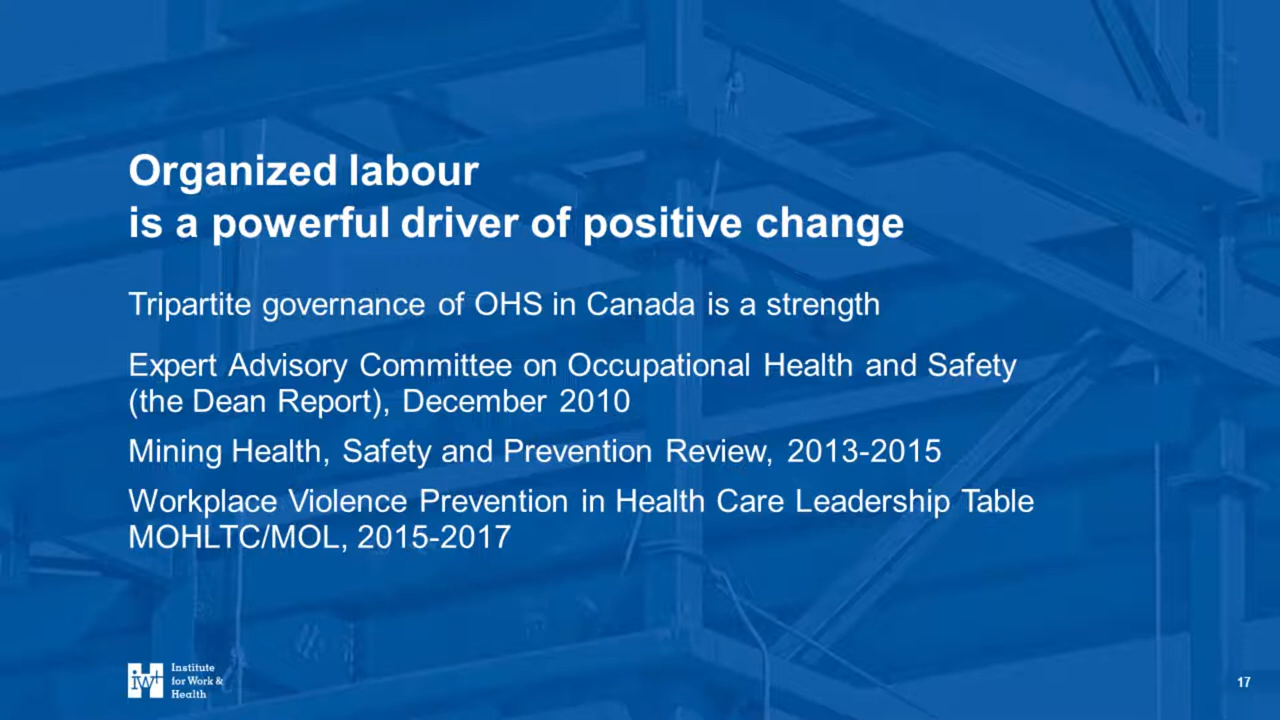 Organized labour
is a powerful driver of positive change
Tripartite governance of OHS in Canada is a strength
Expert Advisory Committee on Occupational Health and Safety
(the Dean Report), December 2010
Mining Health, Safety and Prevention Review, 2013-2015
Workplace Violence Prevention in Health Care Leadership Table
MOHLTC/MOL, 2015-2017
iw+
Institute
for Work &
Health
17